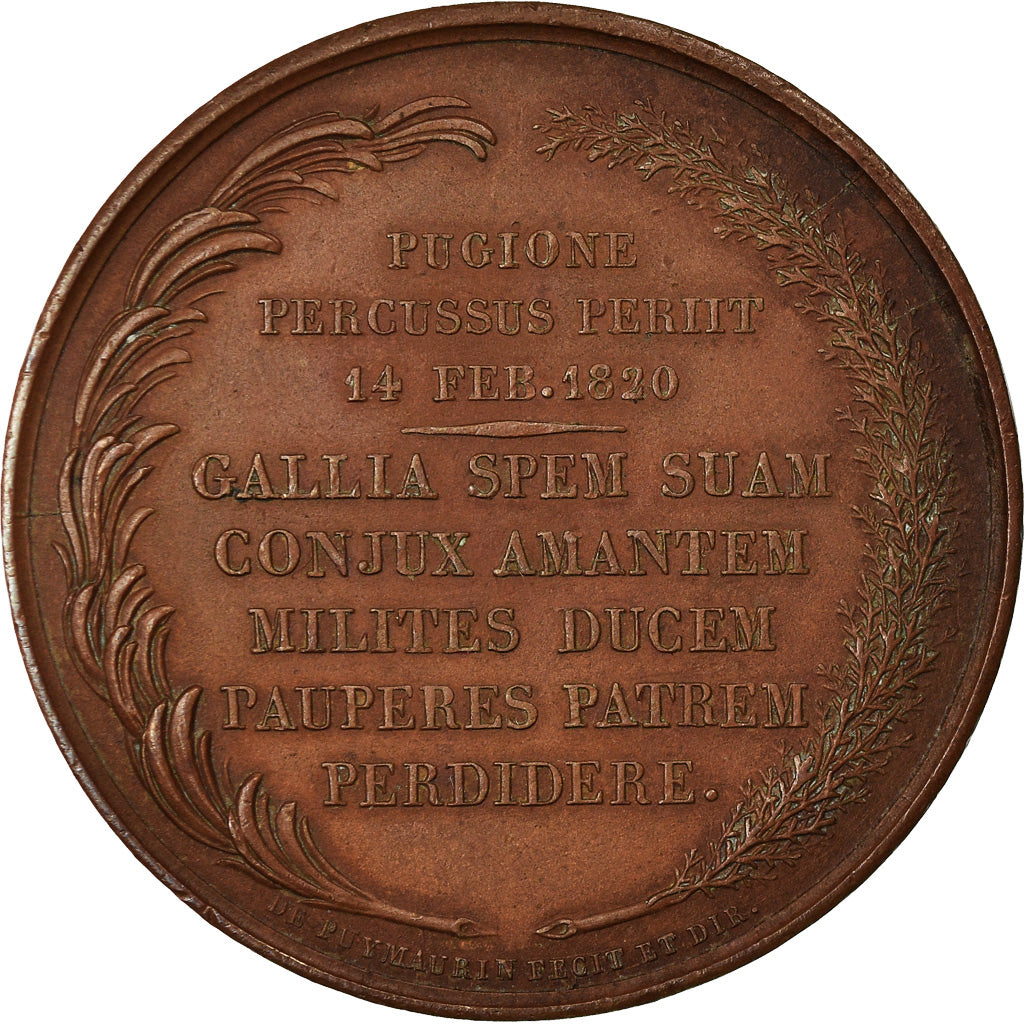 PUGIONE
PERCUSSUS PERIIT
14 FEB. 1820
GALLIA SPEM SUAM
CONJUX AMANTEM
MILITES DUCEM
PAUPERES PATREM
PERDIDERE.
DE PUYMAURIN FECIT ET DIR.